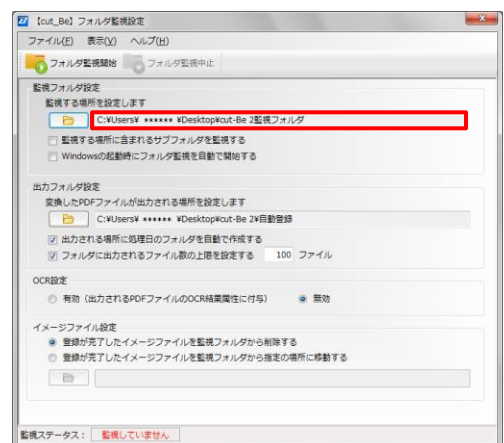 【cut_Be】フォルダ監視設定
ファイル(F) 表示(V) ヘルプ(H)
フォルダ監視開始 フォルダ監視中止
監視フォルダ設定
監視する場所を設定します
C:¥Users¥ ****** ¥Desktop¥cut-Be 2監視フォルダ
監視する場所に含まれるサブフォルダを監視する
Windowsの起動時にフォルダ監視を自動で開始する
出力フォルダ設定
変換したPDFファイルが出力される場所を設定します
C:¥Users¥ ****** ¥Desktop¥cut-Be 2¥自動登録
出力される場所に処理日のフォルダを自動で作成する
フォルダに出力されるファイル数の上限を設定する 100 ファイル
OCR設定
有効（出力されるPDFファイルのOCR結果属性に付与） 無効
イメージファイル設定
登録が完了したイメージファイルを監視フォルダから削除する
登録が完了したイメージファイルを監視フォルダから指定の場所に移動する
監視ステータス： 監視していません